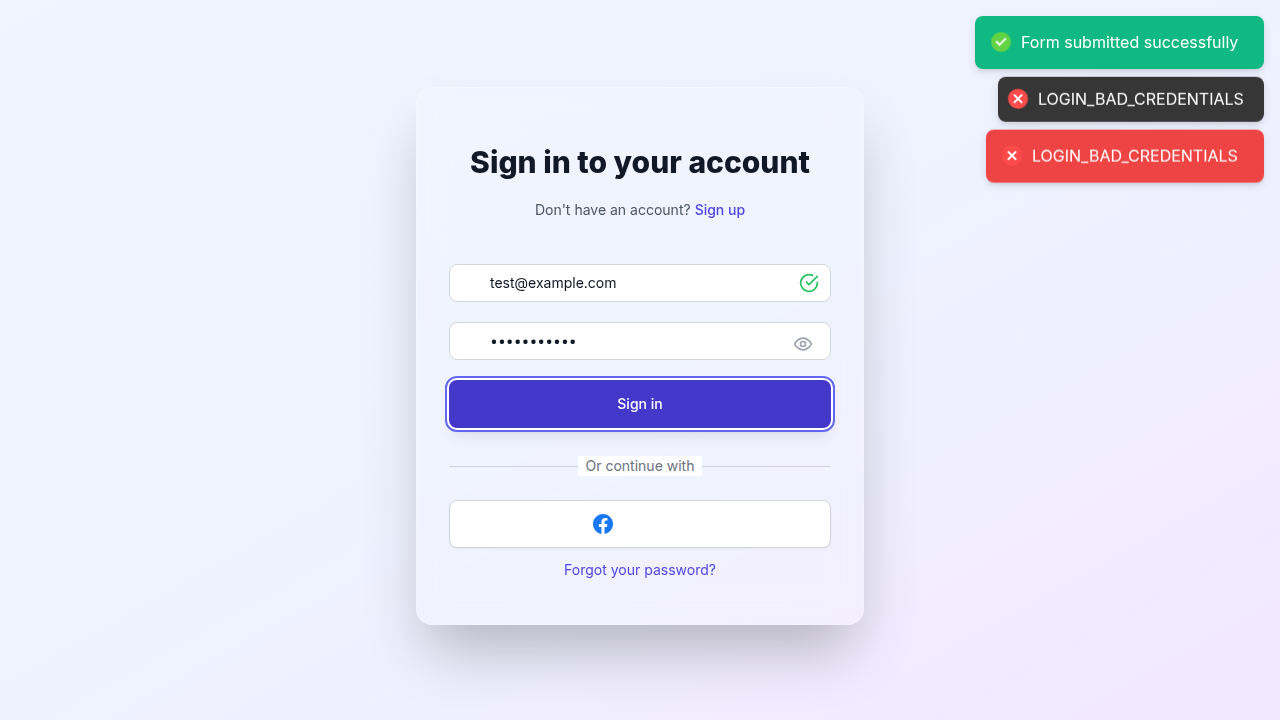 Form submitted successfully
LOGIN_BAD_CREDENTIALS
LOGIN_BAD_CREDENTIALS
Sign in to your account
Don't have an account? Sign up
test@example.com
•••••••••••
Sign in
Or continue with
Forgot your password?